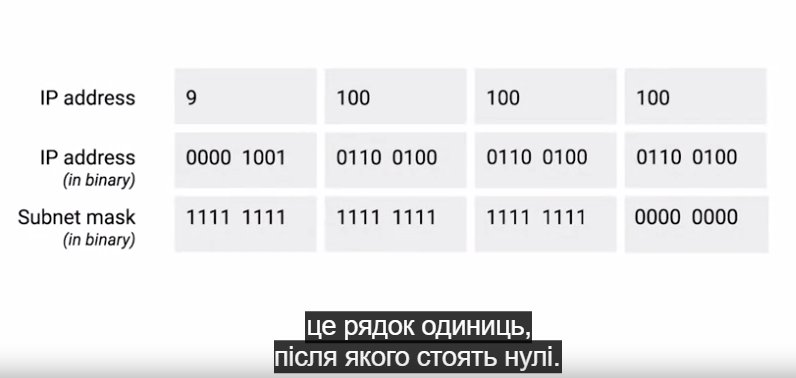 IP address 9 100 100 100
IP address 0000 1001 0110 0100 0110 0100 0110 0100
(in binary)
Subnet mask 1111 1111 1111 1111 1111 1111 0000 0000
(in binary)
це рядок одиниць,
після якого стоять нулі.